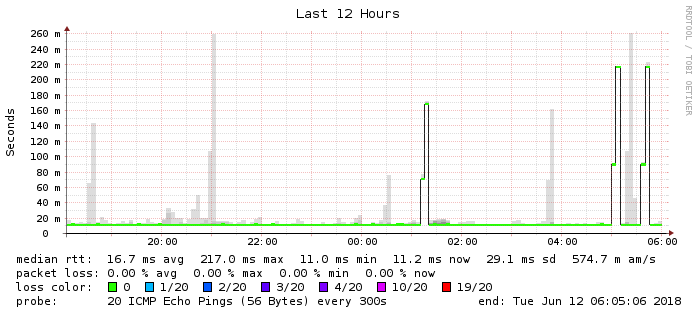 Last 12 Hours
RRDTOOL / TOBI OETIKER
Seconds
260 m
240 m
220 m
200 m
180 m
160 m
140 m
120 m
100 m
80 m
60 m
40 m
20 m
0
20:00 22:00 00:00 02:00 04:00 06:00
median rtt: 16.7 ms avg 217.0 ms max 11.0 ms min 11.2 ms now 29.1 ms sd 574.7 m am/s
packet loss: 0.00 % avg 0.00 % max 0.00 % min 0.00 % now
loss color: 0 1/20 2/20 3/20 4/20 10/20 19/20
probe: 20 ICMP Echo Pings (56 Bytes) every 300s end: Tue Jun 12 06:05:06 2018